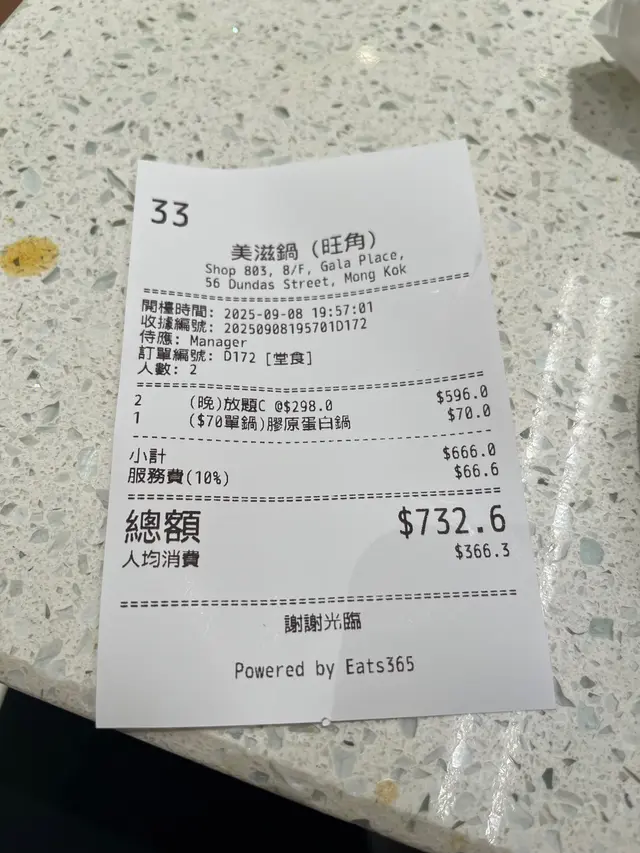 33
美滋鍋 (旺角)
Shop 803, 8/F, Gala Place,
56 Dundas Street, Mong Kok
開檯時間: 2025-09-08 19:57:01
收據編號: 20250908195701D172
侍應: Manager
訂單編號: D172 [堂食]
人數: 2
2 (晚)放題C @$298.0 $596.0
1 ($70單鍋)膠原蛋白鍋 $70.0
小計 $666.0
服務費(10%) $66.6
總額 $732.6
人均消費 $366.3
謝謝光臨
Powered by Eats365